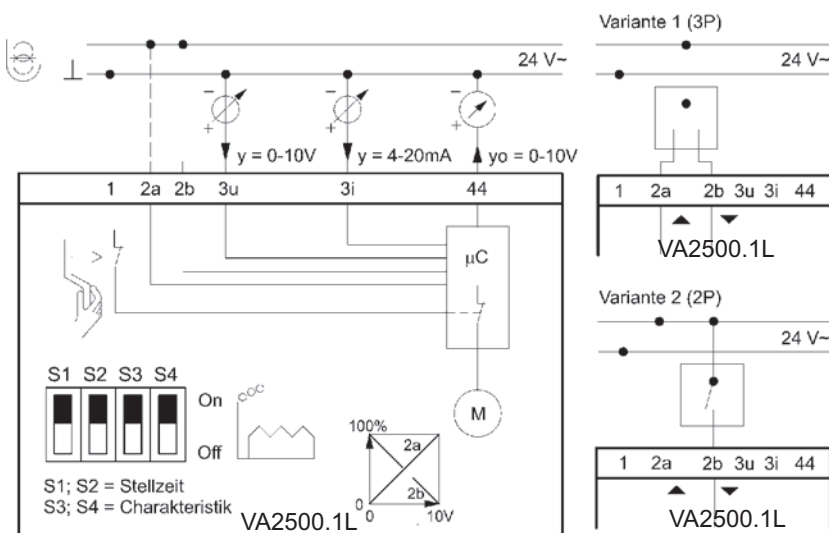 24 V~
⊥
− − −
+ + +
y = 0-10V y = 4-20mA yo = 0-10V
1 2a 2b 3u 3i 44
>
µC
S1 S2 S3 S4
On
Off
M
100%
2a
2b
0
0 10V
S1; S2 = Stellzeit
S3; S4 = Charakteristik
VA2500.1L
Variante 1 (3P)
24 V~
1 2a 2b 3u 3i 44
VA2500.1L
Variante 2 (2P)
24 V~
1 2a 2b 3u 3i 44
VA2500.1L